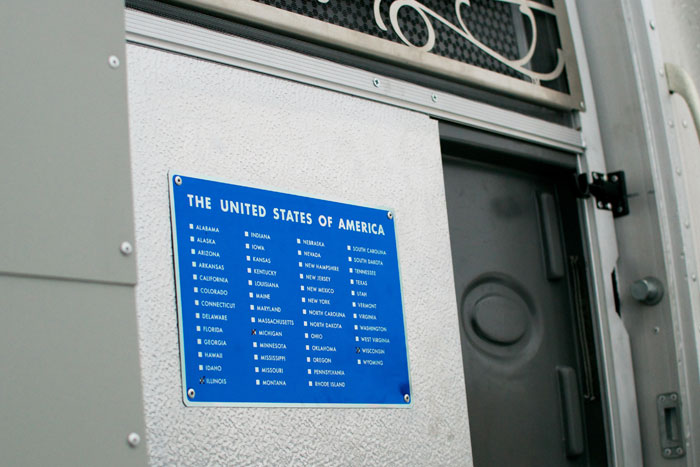 THE UNITED STATES OF AMERICA
ALABAMA
ALASKA
ARIZONA
ARKANSAS
CALIFORNIA
COLORADO
CONNECTICUT
DELAWARE
FLORIDA
GEORGIA
HAWAII
IDAHO
ILLINOIS
INDIANA
IOWA
KANSAS
KENTUCKY
LOUISIANA
MAINE
MARYLAND
MASSACHUSETTS
MICHIGAN
MINNESOTA
MISSISSIPPI
MISSOURI
MONTANA
NEBRASKA
NEVADA
NEW HAMPSHIRE
NEW JERSEY
NEW MEXICO
NEW YORK
NORTH CAROLINA
NORTH DAKOTA
OHIO
OKLAHOMA
OREGON
PENNSYLVANIA
RHODE ISLAND
SOUTH CAROLINA
SOUTH DAKOTA
TENNESSEE
TEXAS
UTAH
VERMONT
VIRGINIA
WASHINGTON
WEST VIRGINIA
WISCONSIN
WYOMING